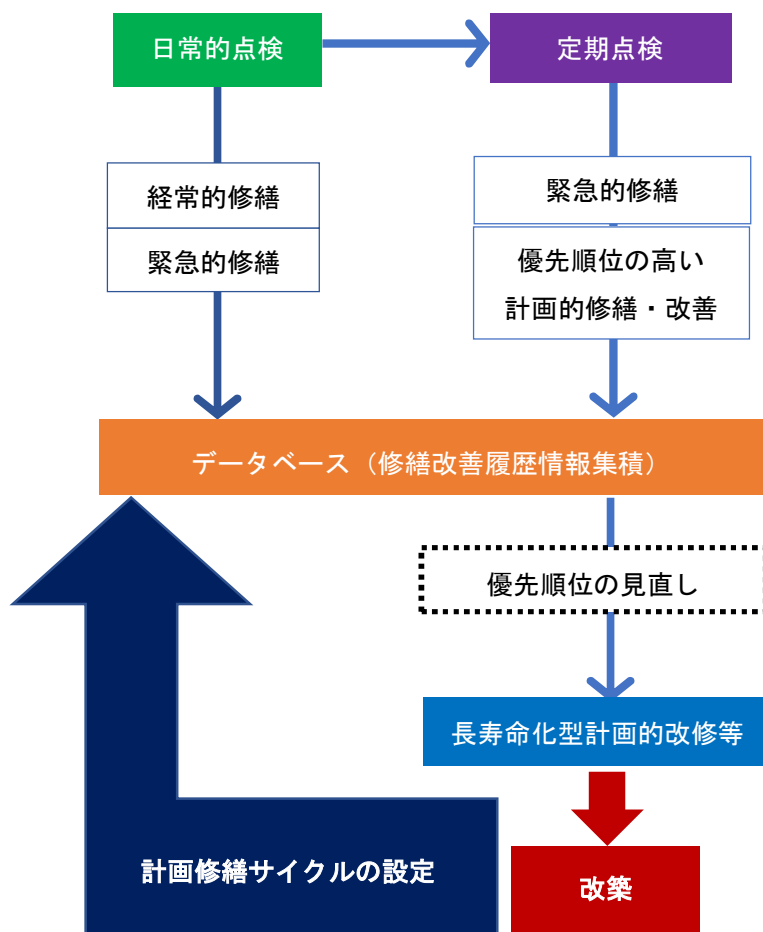 日常的点検
定期点検
経常的修繕
緊急的修繕
緊急的修繕
優先順位の高い
計画的修繕・改善
データベース（修繕改善履歴情報集積）
優先順位の見直し
長寿命化型計画的改修等
計画修繕サイクルの設定
改築